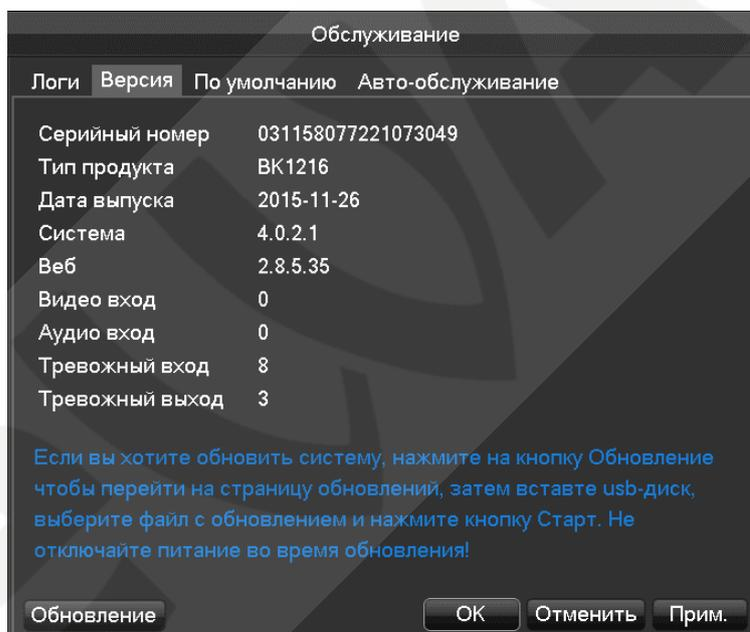 Обслуживание
Логи Версия По умолчанию Авто-обслуживание
Серийный номер 031158077221073049
Тип продукта BK1216
Дата выпуска 2015-11-26
Система 4.0.2.1
Веб 2.8.5.35
Видео вход 0
Аудио вход 0
Тревожный вход 8
Тревожный выход 3
Если вы хотите обновить систему, нажмите на кнопку Обновление
чтобы перейти на страницу обновлений, затем вставте usb-диск,
выберите файл с обновлением и нажмите кнопку Старт. Не
отключайте питание во время обновления!
Обновление OK Отменить Прим.